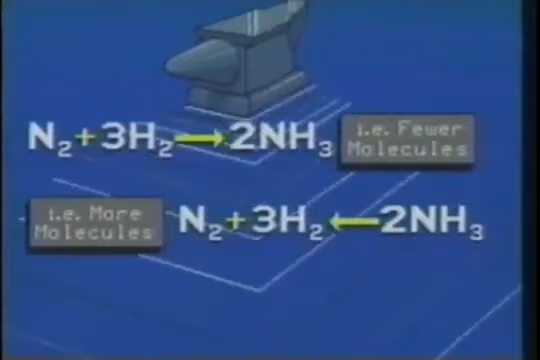 N₂+3H₂→2NH₃
i.e. Fewer
Molecules
i.e. More
Molecules
N₂+3H₂←2NH₃